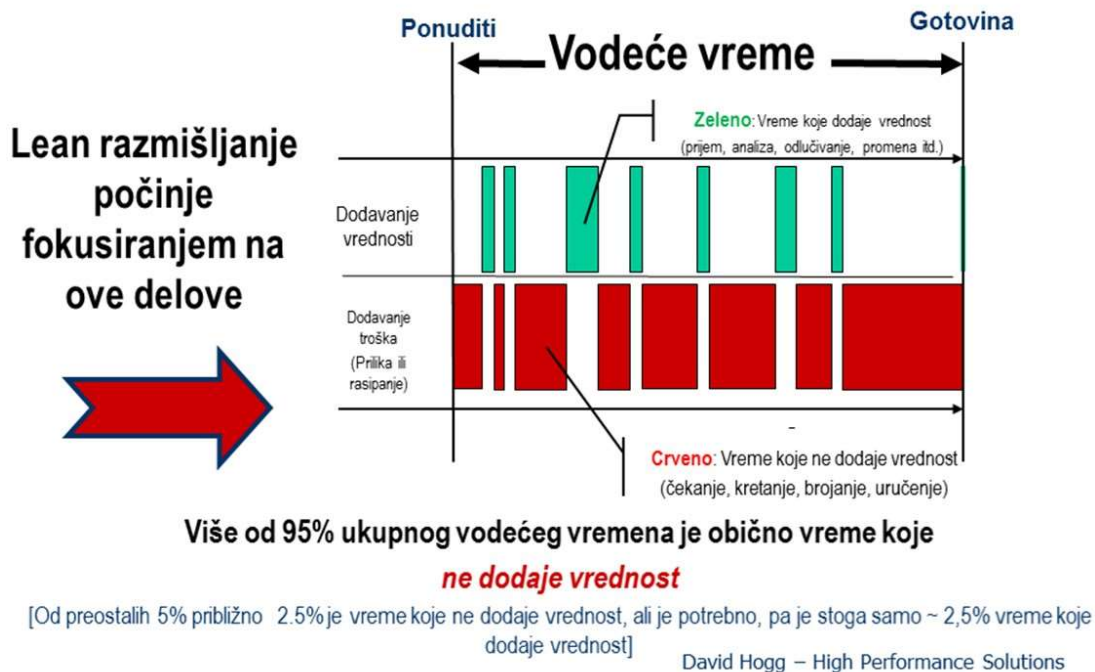 Ponuditi
Gotovina
Vodeće vreme
Lean razmišljanje
počinje
fokusiranjem na
ove delove
Zeleno: Vreme koje dodaje vrednost
(prijem, analiza, odlučivanje, promena itd.)
Dodavanje
vrednosti
Dodavanje
troška
(Prilika ili
rasipanje)
Crveno: Vreme koje ne dodaje vrednost
(čekanje, kretanje, brojanje, uručenje)
Više od 95% ukupnog vodećeg vremena je obično vreme koje
ne dodaje vrednost
[Od preostalih 5% približno 2.5% je vreme koje ne dodaje vrednost, ali je potrebno, pa je stoga samo ~ 2,5% vreme koje
dodaje vrednost]
David Hogg – High Performance Solutions